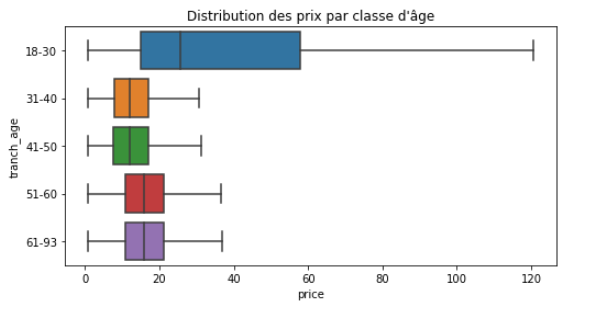 Distribution des prix par classe d'âge
tranch_age
18-30
31-40
41-50
51-60
61-93
0 20 40 60 80 100 120
price